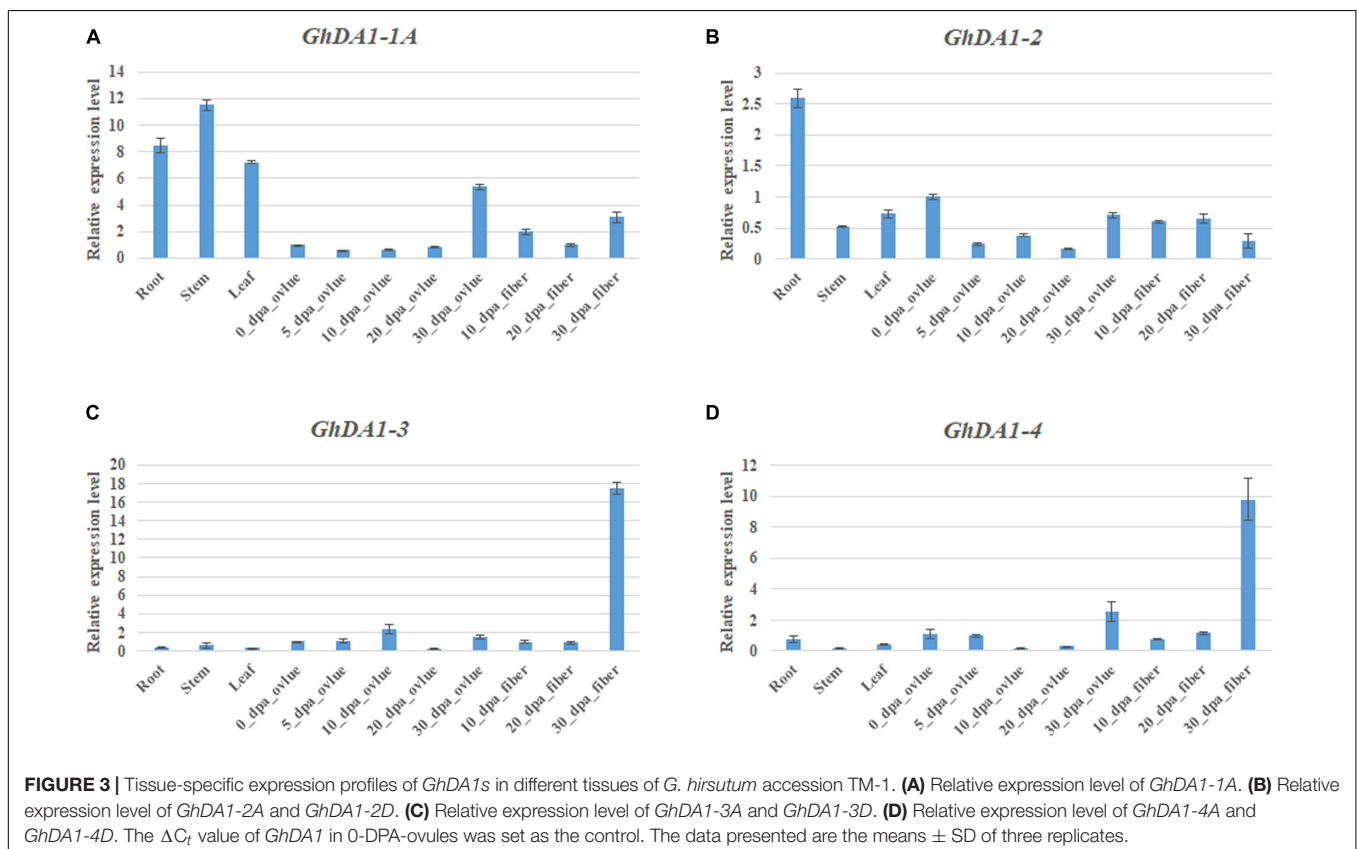 A
GhDA1-1A
Relative expression level
14
12
10
8
6
4
2
0
Root
Stem
Leaf
0_dpa_ovlue
5_dpa_ovlue
10_dpa_ovlue
20_dpa_ovlue
30_dpa_ovlue
10_dpa_fiber
20_dpa_fiber
30_dpa_fiber
B
GhDA1-2
Relative expression level
3
2.5
2
1.5
1
0.5
0
Root
Stem
Leaf
0_dpa_ovlue
5_dpa_ovlue
10_dpa_ovlue
20_dpa_ovlue
30_dpa_ovlue
10_dpa_fiber
20_dpa_fiber
30_dpa_fiber
C
GhDA1-3
Relative expression level
20
18
16
14
12
10
8
6
4
2
0
Root
Stem
Leaf
0_dpa_ovlue
5_dpa_ovlue
10_dpa_ovlue
20_dpa_ovlue
30_dpa_ovlue
10_dpa_fiber
20_dpa_fiber
30_dpa_fiber
D
GhDA1-4
Relative expression level
12
10
8
6
4
2
0
Root
Stem
Leaf
0_dpa_ovlue
5_dpa_ovlue
10_dpa_ovlue
20_dpa_ovlue
30_dpa_ovlue
10_dpa_fiber
20_dpa_fiber
30_dpa_fiber
FIGURE 3 | Tissue-specific expression profiles of GhDA1s in different tissues of G. hirsutum accession TM-1. (A) Relative expression level of GhDA1-1A. (B) Relative
expression level of GhDA1-2A and GhDA1-2D. (C) Relative expression level of GhDA1-3A and GhDA1-3D. (D) Relative expression level of GhDA1-4A and
GhDA1-4D. The ΔCt value of GhDA1 in 0-DPA-ovules was set as the control. The data presented are the means ± SD of three replicates.